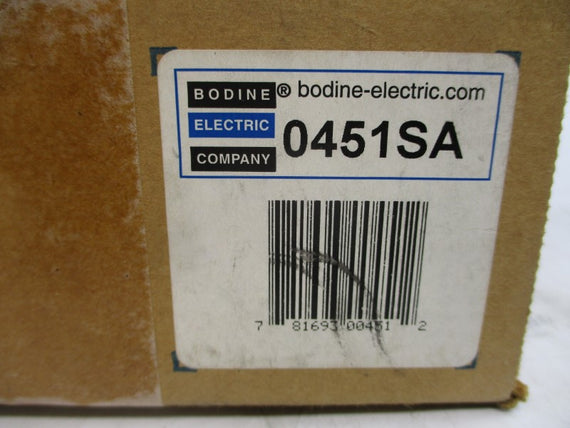 BODINE® bodine-electric.com
ELECTRIC
COMPANY
0451SA
7 81693 00451 2